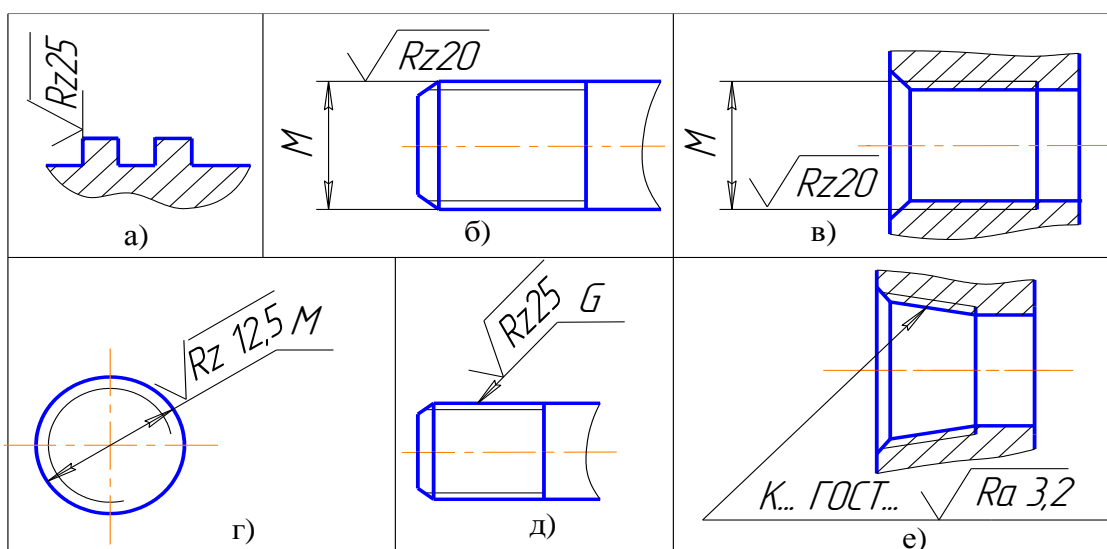 Rz25
а)
Rz20
М
б)
М
Rz20
в)
Rz 12,5 М
г)
Rz25 G
д)
К... ГОСТ... Ra 3,2
е)